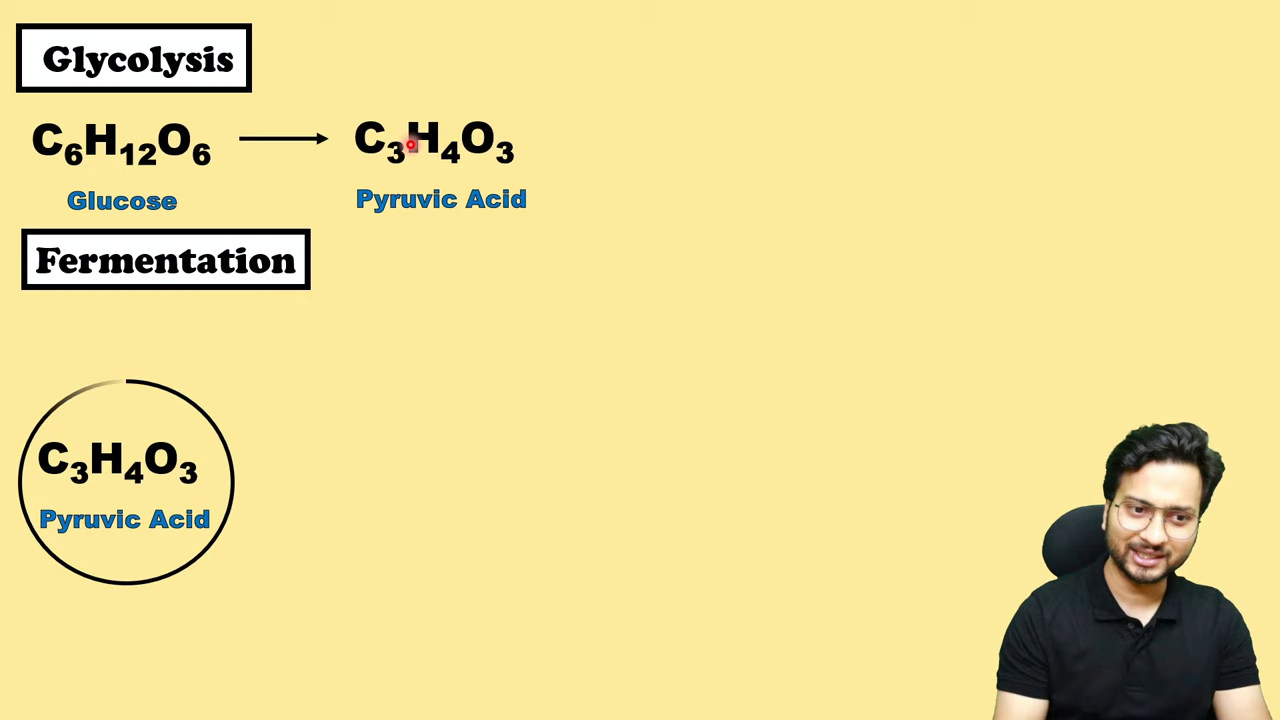 Glycolysis
C₆H₁₂O₆ ⟶ C₃H₄O₃
Glucose Pyruvic Acid
Fermentation
C₃H₄O₃
Pyruvic Acid